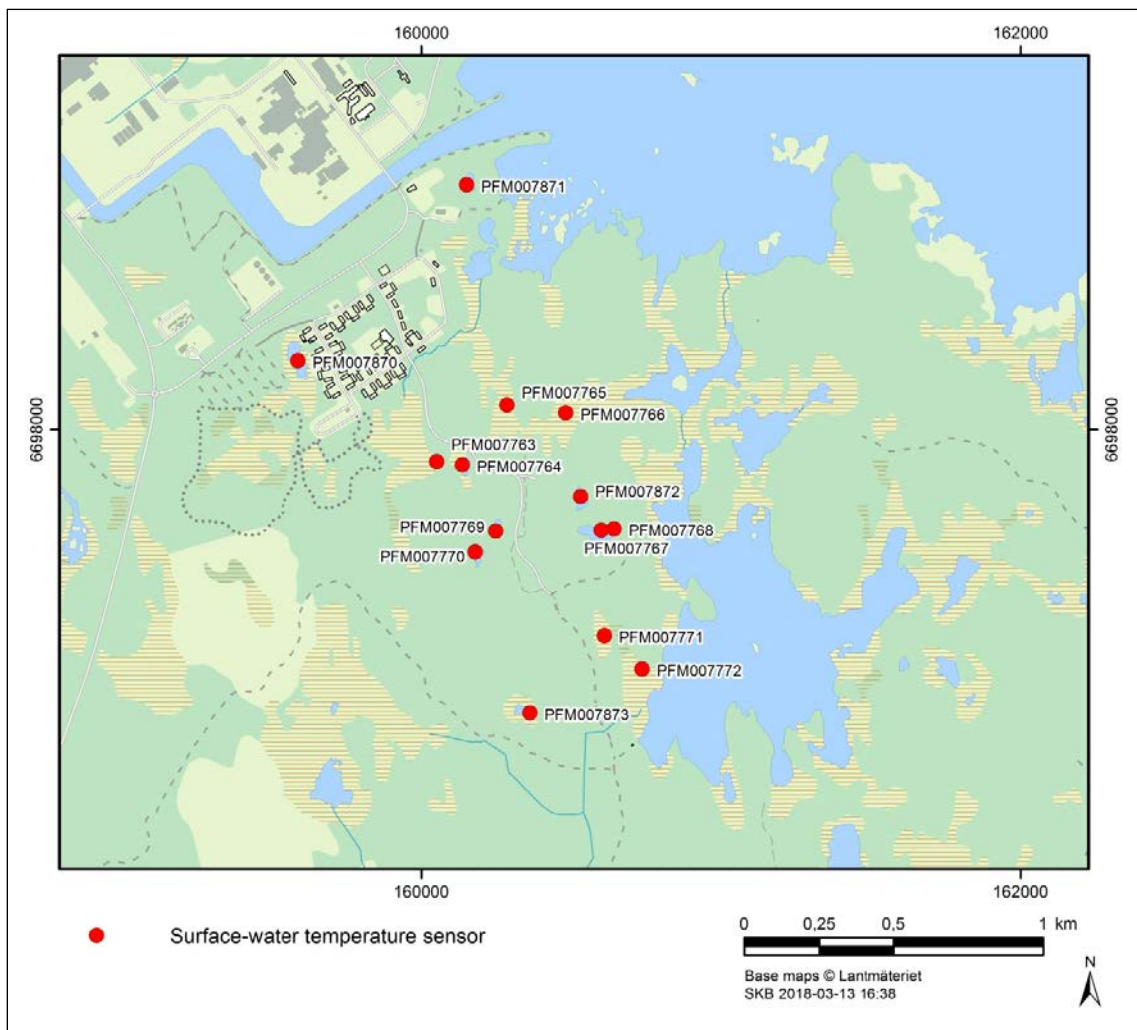 160000
162000
PFM007871
PFM007870
PFM007765
PFM007766
6698000
6698000
PFM007763
PFM007764
PFM007872
PFM007769
PFM007768
PFM007767
PFM007770
PFM007771
PFM007772
PFM007873
160000
162000
Surface-water temperature sensor
0 0,25 0,5 1 km
Base maps © Lantmäteriet
SKB 2018-03-13 16:38
N